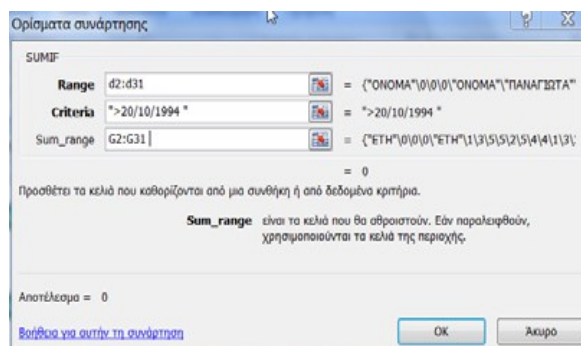 Ορίσματα συνάρτησης
SUMIF
Range d2:d31 = {"ΟΝΟΜΑ"\0\0\0\"ΟΝΟΜΑ"\"ΠΑΝΑΓΙΩΤΑ"
Criteria ">20/10/1994 " = ">20/10/1994 "
Sum_range G2:G31 = {"ΕΤΗ"\0\0\0\"ΕΤΗ"\1\3\5\5\2\5\4\4\1\3\
= 0
Προσθέτει τα κελιά που καθορίζονται από μια συνθήκη ή από δεδομένα κριτήρια.
Sum_range είναι τα κελιά που θα αθροιστούν. Εάν παραλειφθούν,
χρησιμοποιούνται τα κελιά της περιοχής.
Αποτέλεσμα = 0
Βοήθεια για αυτήν τη συνάρτηση
OK Άκυρο